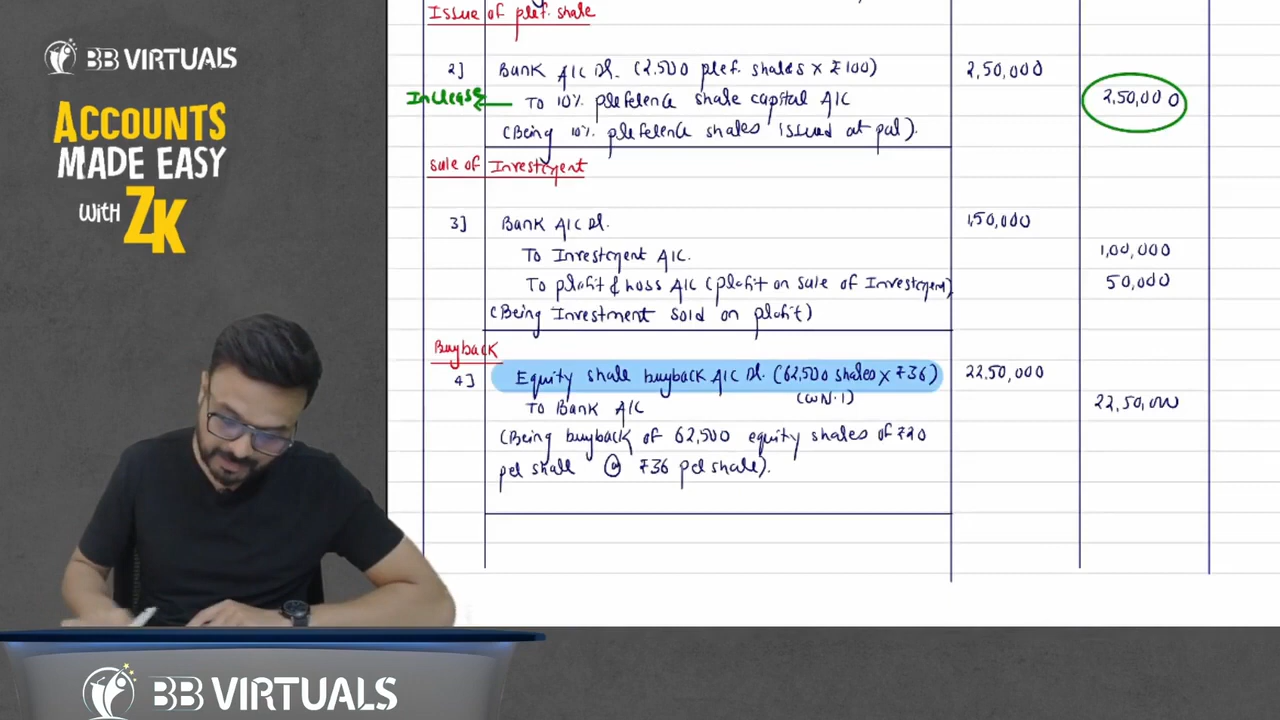 BB VIRTUALS
ACCOUNTS
MADE EASY
WITH ZK
Issue of pref. share
2] Bank A/C Dr. (2,500 pref. shares x ₹100) 2,50,000
Increase To 10% preference share capital A/C 2,50,000
(Being 10% preference shares issued at par).
Sale of Investment
3] Bank A/C Dr. 1,50,000
To Investment A/C. 1,00,000
To profit & Loss A/C (profit on sale of Investment) 50,000
(Being Investment sold on profit)
Buyback
4] Equity share buyback A/C Dr. (62,500 shares x ₹36) 22,50,000
(WN.1)
To Bank A/C 22,50,000
(Being buyback of 62,500 equity shares of ₹20
per share @ ₹36 per share).
BB VIRTUALS